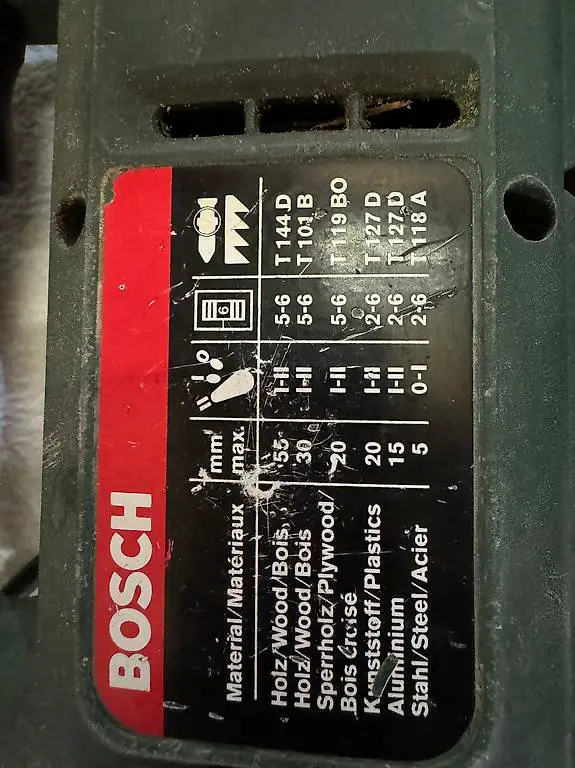 BOSCH
Material/Matériaux mm max.
6
Holz/Wood/Bois 55 I-II 5-6 T 144 D
Holz/Wood/Bois 30 I-II 5-6 T 101 B
Sperrholz/Plywood/
Bois Croisé 20 I-II 5-6 T 119 BO
Kunststoff/Plastics 20 I-II 2-6 T 127 D
Aluminium 15 I-II 2-6 T 127 D
Stahl/Steel/Acier 5 0-I 2-6 T 118 A